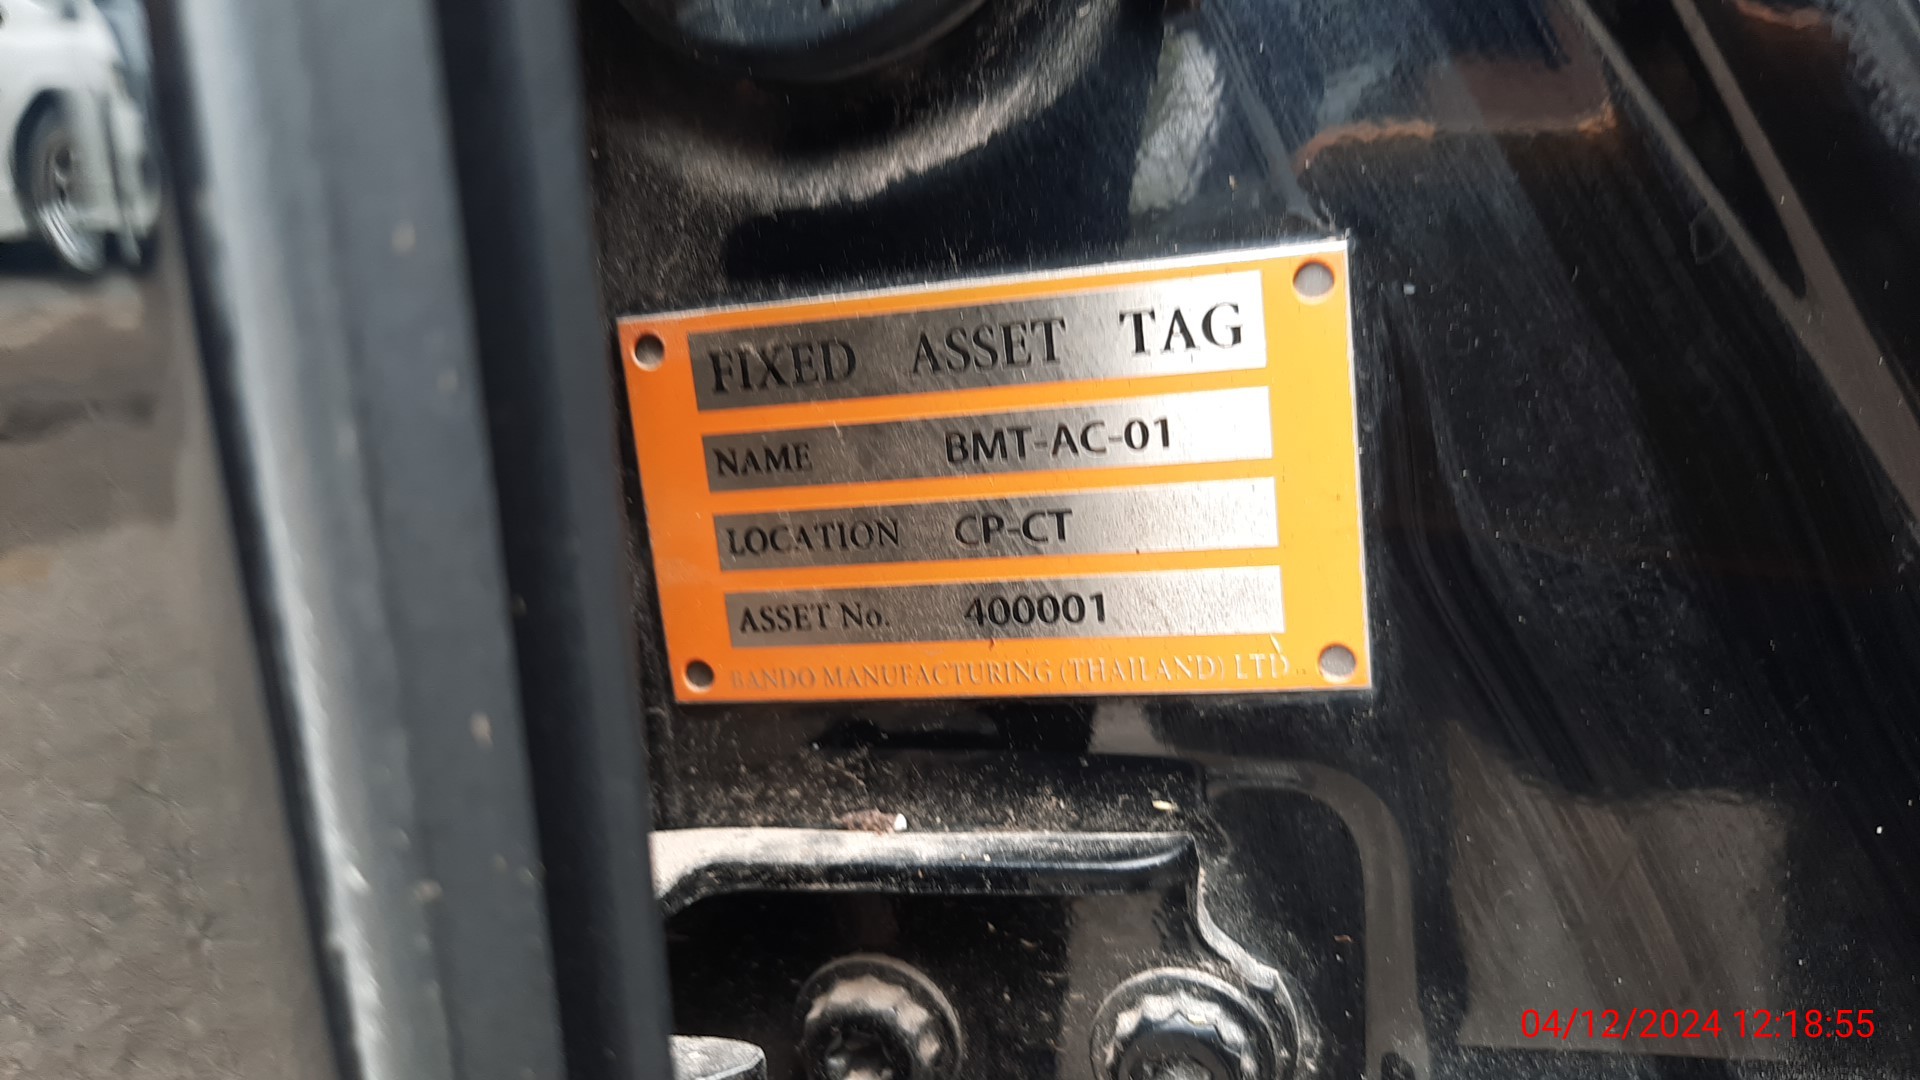 FIXED ASSET TAG
NAME BMT-AC-01
LOCATION CP-CT
ASSET No. 400001
BANDO MANUFACTURING (THAILAND) LTD.
04/12/2024 12:18:55